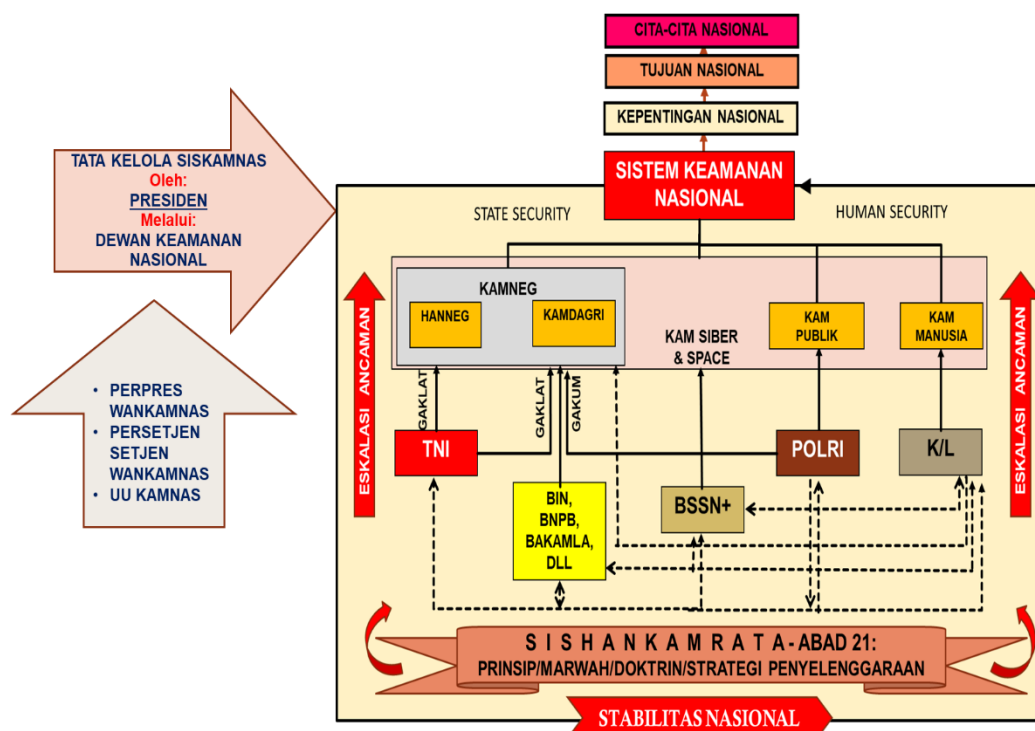 CITA-CITA NASIONAL
TUJUAN NASIONAL
KEPENTINGAN NASIONAL
SISTEM KEAMANAN
NASIONAL
TATA KELOLA SISKAMNAS
Oleh:
PRESIDEN
Melalui:
DEWAN KEAMANAN
NASIONAL
• PERPRES
WANKAMNAS
• PERSETJEN
SETJEN
WANKAMNAS
• UU KAMNAS
STATE SECURITY
HUMAN SECURITY
ESKALASI ANCAMAN
KAMNEG
HANNEG
KAMDAGRI
KAM SIBER
& SPACE
KAM
PUBLIK
KAM
MANUSIA
ESKALASI ANCAMAN
GAKLAT
GAKLAT
GAKUM
TNI
POLRI
K/L
BIN,
BNPB,
BAKAMLA,
DLL
BSSN+
S I S H A N K A M R A T A - ABAD 21:
PRINSIP/MARWAH/DOKTRIN/STRATEGI PENYELENGGARAAN
STABILITAS NASIONAL